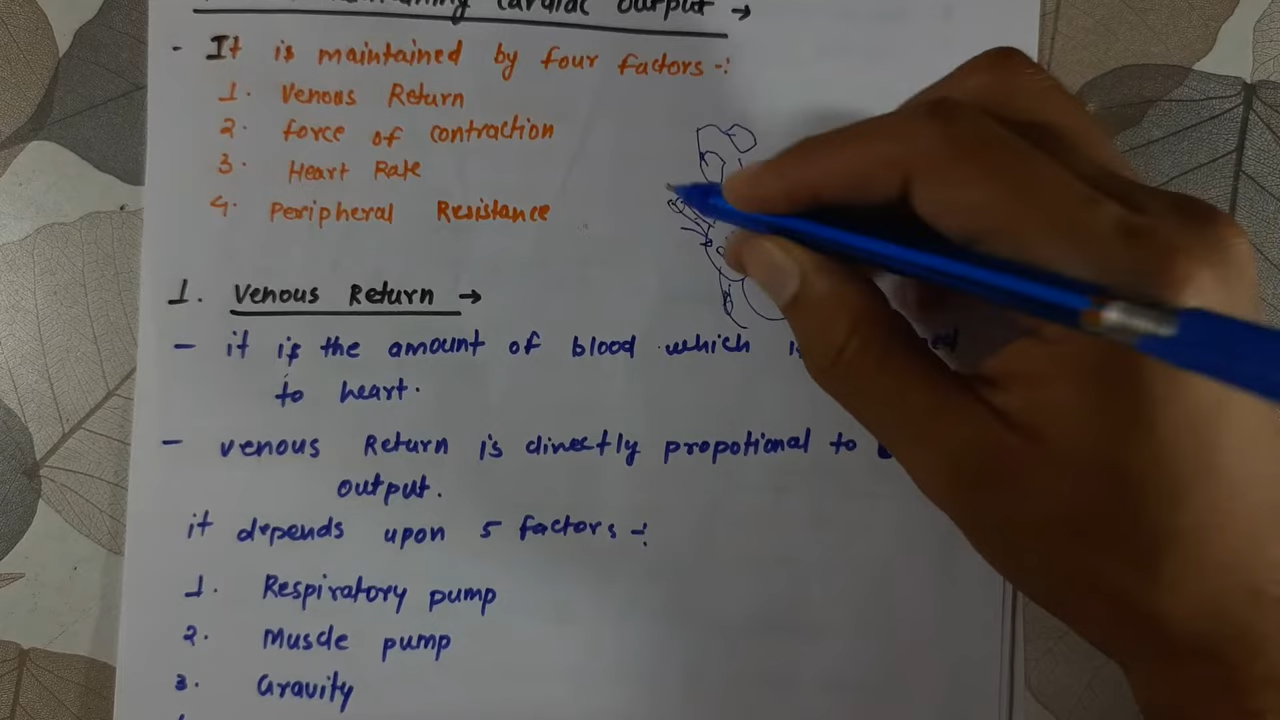 cardiac output →
- It is maintained by four factors -:
1. Venous Return
2. force of contraction
3. Heart Rate
4. Peripheral Resistance
1. Venous Return →
- it is the amount of blood which
to heart.
- venous Return is directly propotional to
output.
it depends upon 5 factors -:
1. Respiratory pump
2. Muscle pump
3. Gravity